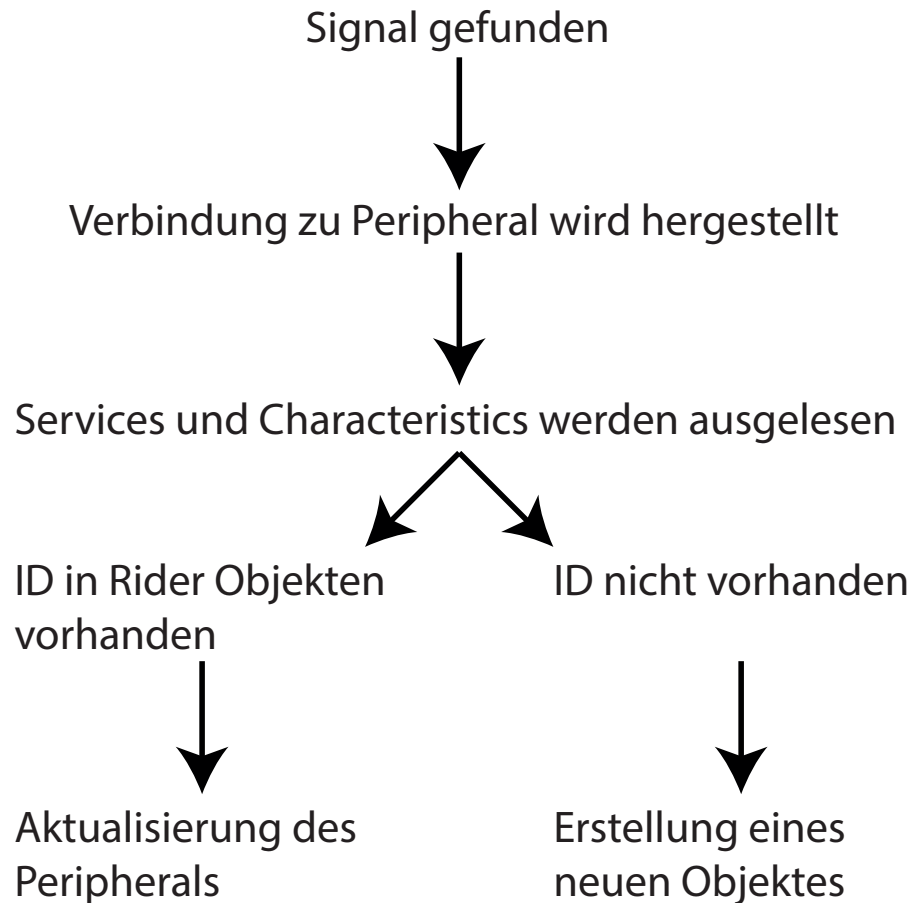 Signal gefunden
Verbindung zu Peripheral wird hergestellt
Services und Characteristics werden ausgelesen
ID in Rider Objekten
vorhanden
ID nicht vorhanden
Aktualisierung des
Peripherals
Erstellung eines
neuen Objektes